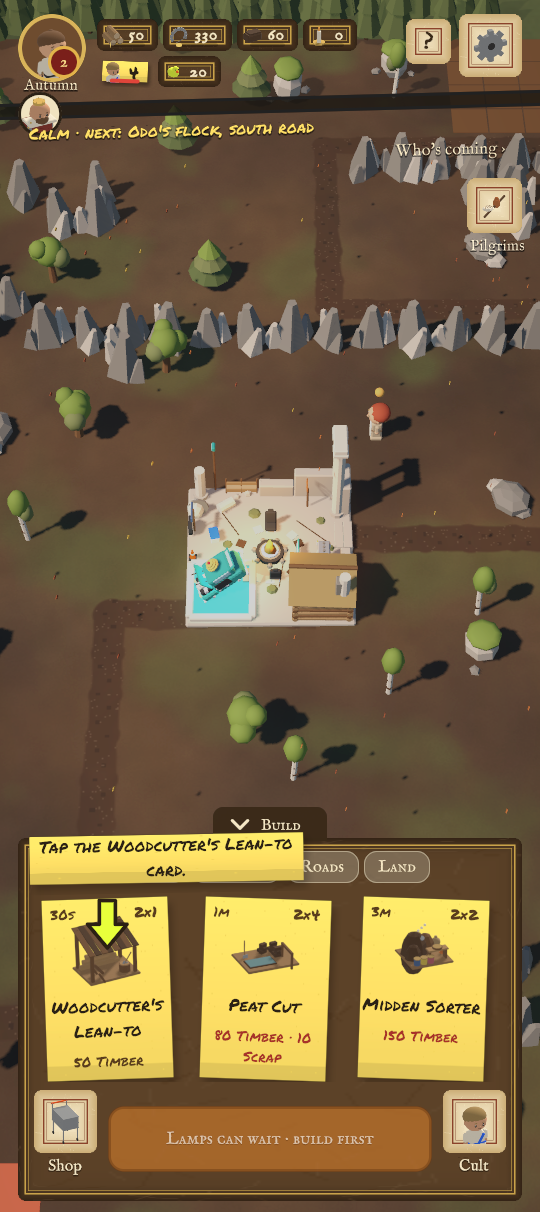 50 330 60 0
2
Autumn
4 20
?
Calm · next: Odo's flock, south road
Who's coming ›
Pilgrims
Build
Tap the Woodcutter's Lean-to card.
Roads Land
30s 2x1
Woodcutter's
Lean-to
50 Timber
1m 2x4
Peat Cut
80 Timber · 10
Scrap
3m 2x2
Midden Sorter
150 Timber
Shop
Lamps can wait · build first
Cult